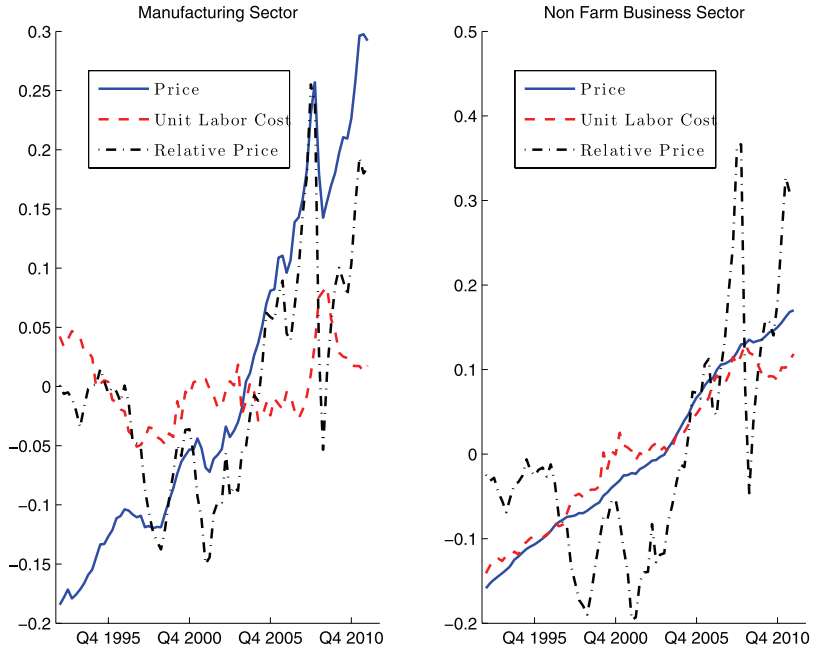 Manufacturing Sector
0.3
0.25
0.2
0.15
0.1
0.05
0
−0.05
−0.1
−0.15
−0.2
Q4 1995
Q4 2000
Q4 2005
Q4 2010
Price
Unit Labor Cost
Relative Price
Non Farm Business Sector
0.5
0.4
0.3
0.2
0.1
0
−0.1
−0.2
Q4 1995
Q4 2000
Q4 2005
Q4 2010
Price
Unit Labor Cost
Relative Price